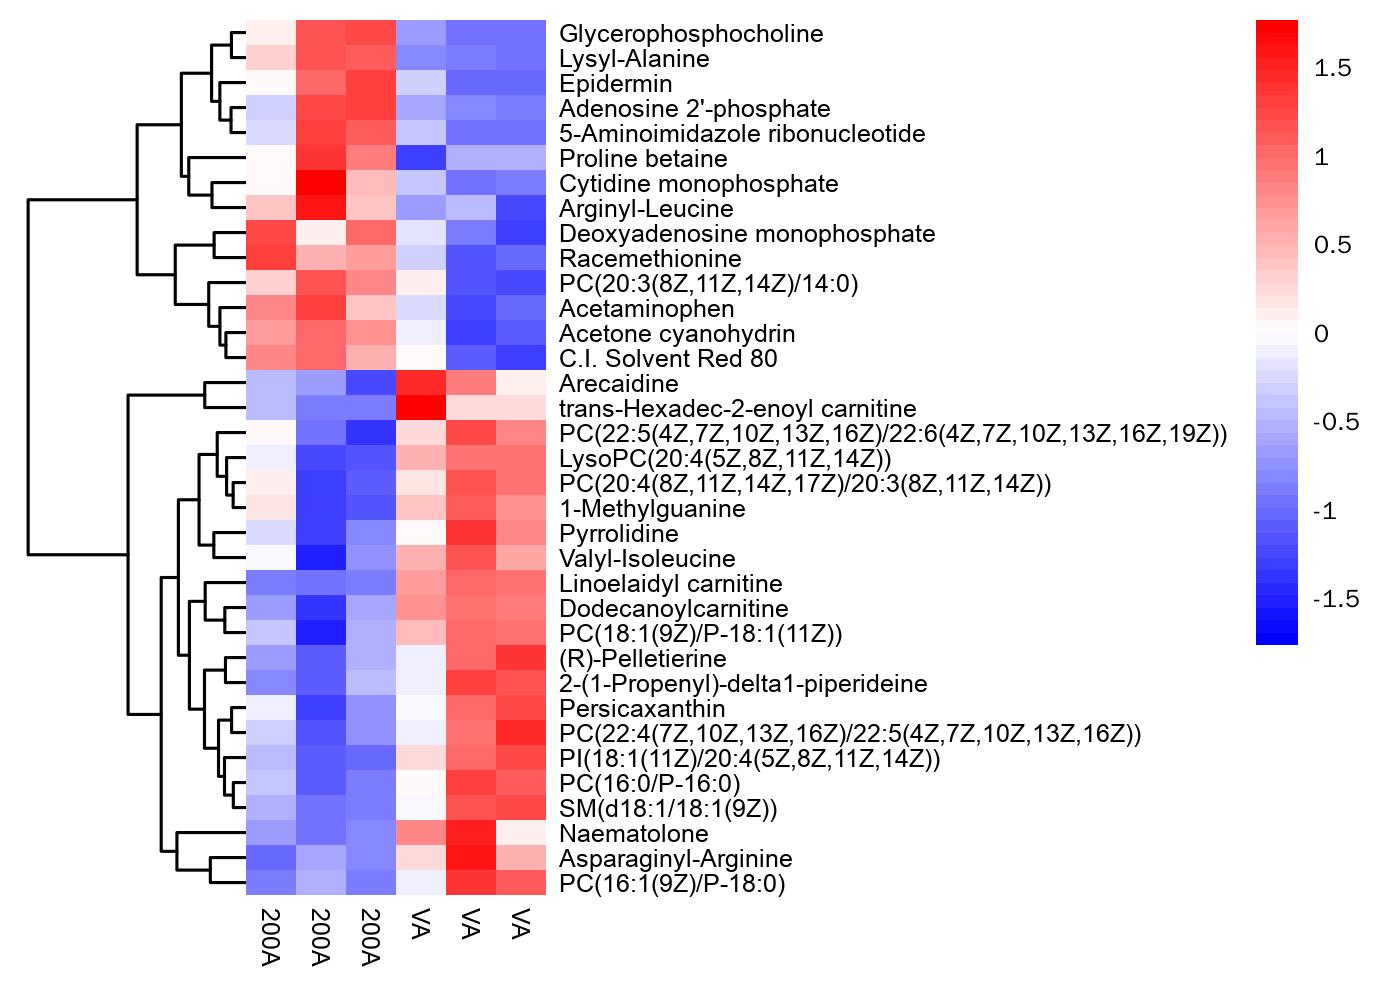 Glycerophosphocholine
Lysyl-Alanine
Epidermin
Adenosine 2'-phosphate
5-Aminoimidazole ribonucleotide
Proline betaine
Cytidine monophosphate
Arginyl-Leucine
Deoxyadenosine monophosphate
Racemethionine
PC(20:3(8Z,11Z,14Z)/14:0)
Acetaminophen
Acetone cyanohydrin
C.I. Solvent Red 80
Arecaidine
trans-Hexadec-2-enoyl carnitine
PC(22:5(4Z,7Z,10Z,13Z,16Z)/22:6(4Z,7Z,10Z,13Z,16Z,19Z))
LysoPC(20:4(5Z,8Z,11Z,14Z))
PC(20:4(8Z,11Z,14Z,17Z)/20:3(8Z,11Z,14Z))
1-Methylguanine
Pyrrolidine
Valyl-Isoleucine
Linoelaidyl carnitine
Dodecanoylcarnitine
PC(18:1(9Z)/P-18:1(11Z))
(R)-Pelletierine
2-(1-Propenyl)-delta1-piperideine
Persicaxanthin
PC(22:4(7Z,10Z,13Z,16Z)/22:5(4Z,7Z,10Z,13Z,16Z))
PI(18:1(11Z)/20:4(5Z,8Z,11Z,14Z))
PC(16:0/P-16:0)
SM(d18:1/18:1(9Z))
Naematolone
Asparaginyl-Arginine
PC(16:1(9Z)/P-18:0)
200A
200A
200A
VA
VA
VA
1.5
1
0.5
0
-0.5
-1
-1.5